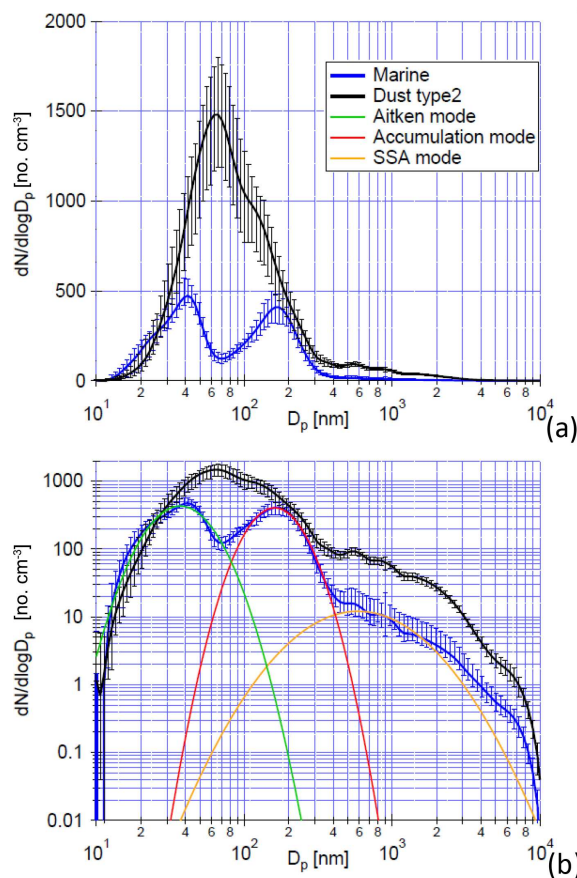 2000
1500
1000
500
0
dN/dlogDp [no. cm-3]
Marine
Dust type2
Aitken mode
Accumulation mode
SSA mode
10¹ 2 4 6 8 10² 2 4 6 8 10³ 2 4 6 8 10⁴
Dp [nm]
(a)
1000
100
10
1
0.1
0.01
dN/dlogDp [no. cm-3]
10¹ 2 4 6 8 10² 2 4 6 8 10³ 2 4 6 8 10⁴
Dp [nm]
(b)